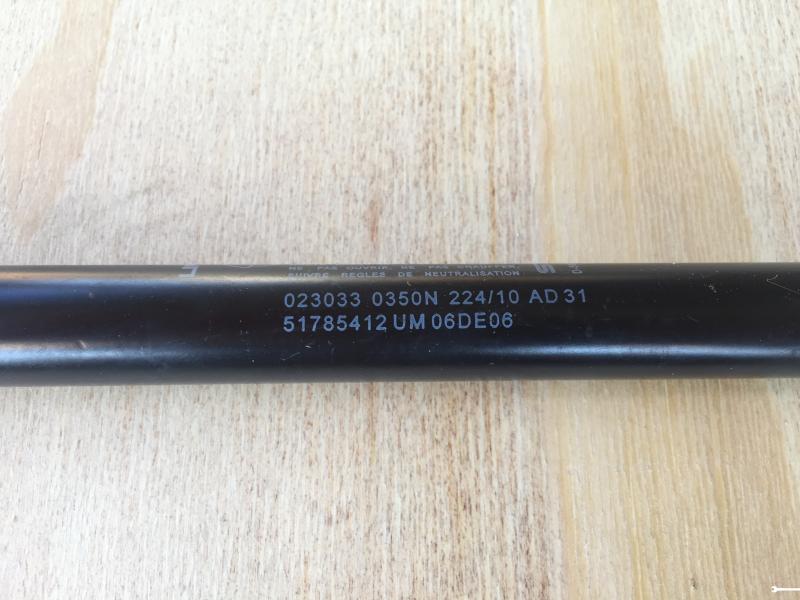 NE PAS OUVRIR, NE PAS CHAUFFER,
SUIVRE REGLES DE NEUTRALISATION
023033 0350N 224/10 AD 31
51785412 UM 06DE06